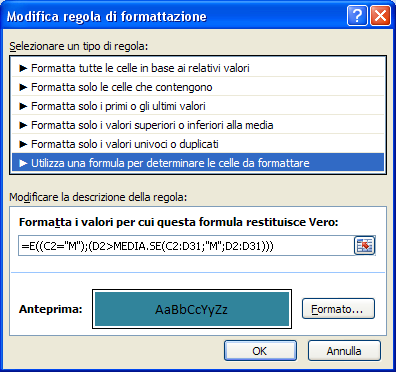 Modifica regola di formattazione
Selezionare un tipo di regola:
► Formatta tutte le celle in base ai relativi valori
► Formatta solo le celle che contengono
► Formatta solo i primi o gli ultimi valori
► Formatta solo i valori superiori o inferiori alla media
► Formatta solo i valori univoci o duplicati
► Utilizza una formula per determinare le celle da formattare
Modificare la descrizione della regola:
Formatta i valori per cui questa formula restituisce Vero:
=E((C2="M");(D2>MEDIA.SE(C2:D31;"M";D2:D31)))
Anteprima:
AaBbCcYyZz
Formato...
OK
Annulla